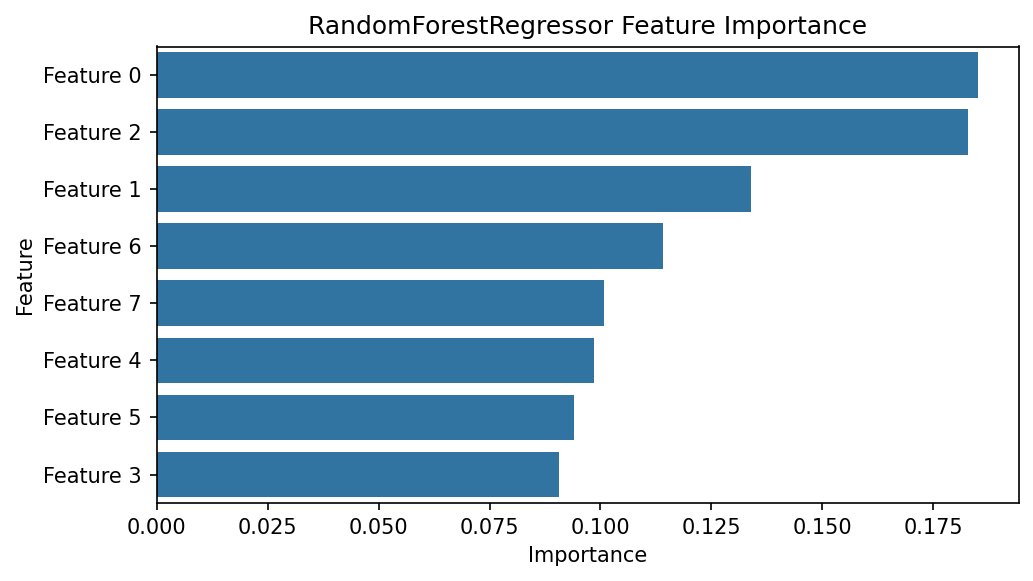 RandomForestRegressor Feature Importance
Feature
Feature 0
Feature 2
Feature 1
Feature 6
Feature 7
Feature 4
Feature 5
Feature 3
0.000 0.025 0.050 0.075 0.100 0.125 0.150 0.175
Importance